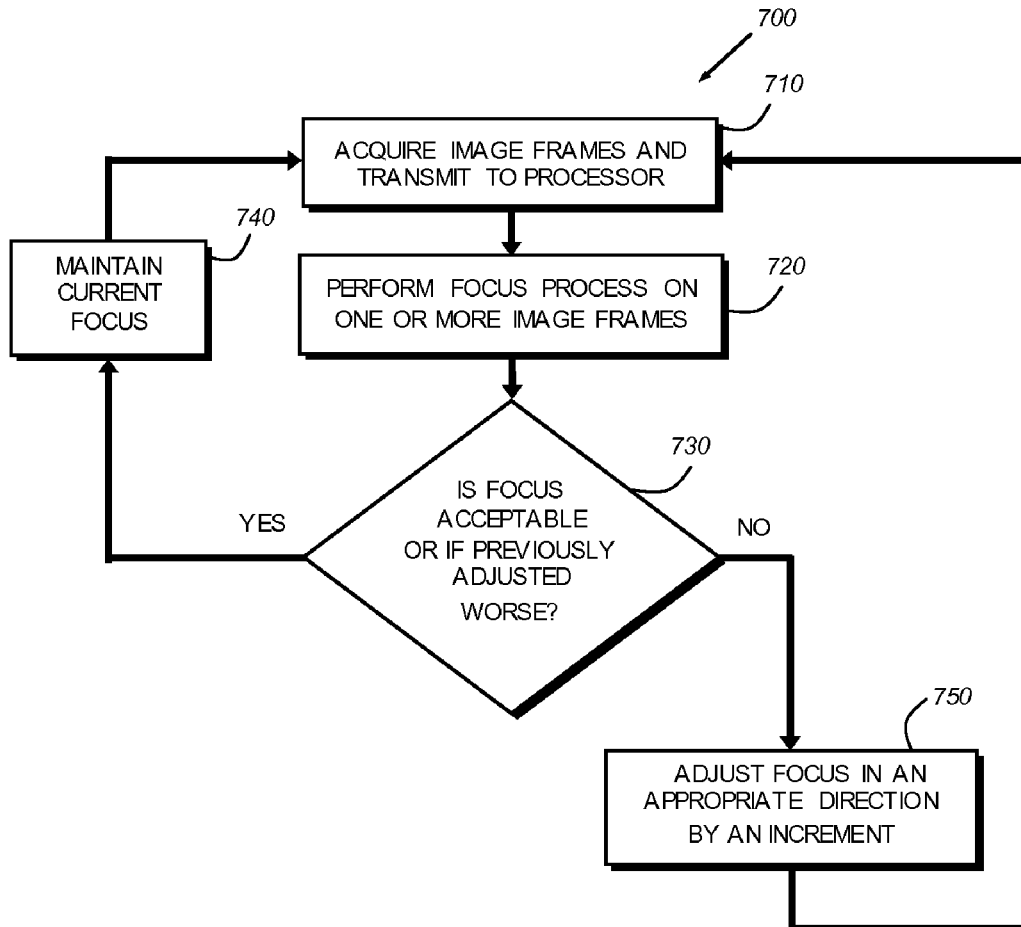 700
710
ACQUIRE IMAGE FRAMES AND
TRANSMIT TO PROCESSOR
740
MAINTAIN
CURRENT
FOCUS
720
PERFORM FOCUS PROCESS ON
ONE OR MORE IMAGE FRAMES
730
IS FOCUS
ACCEPTABLE
OR IF PREVIOUSLY
ADJUSTED
WORSE?
YES
NO
750
ADJUST FOCUS IN AN
APPROPRIATE DIRECTION
BY AN INCREMENT